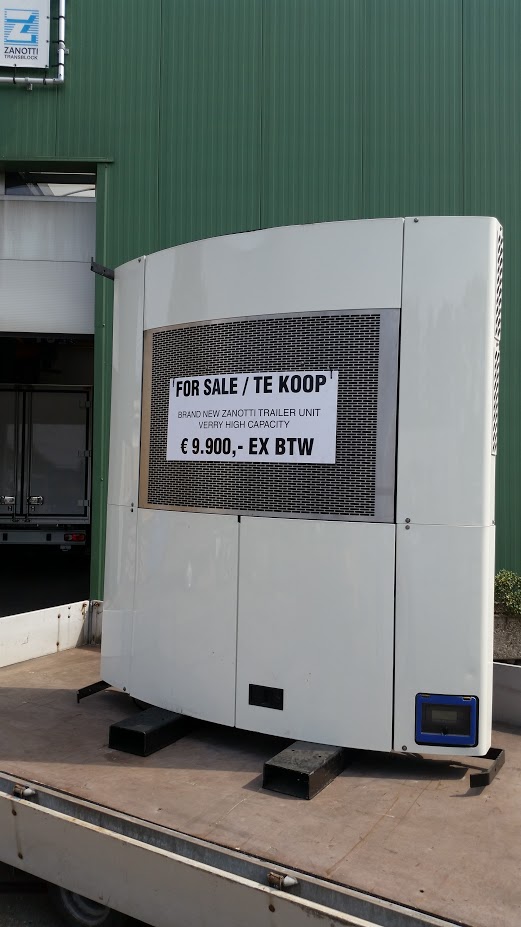 ZANOTTI
TRANSBLOCK
FOR SALE / TE KOOP
BRAND NEW ZANOTTI TRAILER UNIT
VERRY HIGH CAPACITY
€ 9.900,- EX BTW